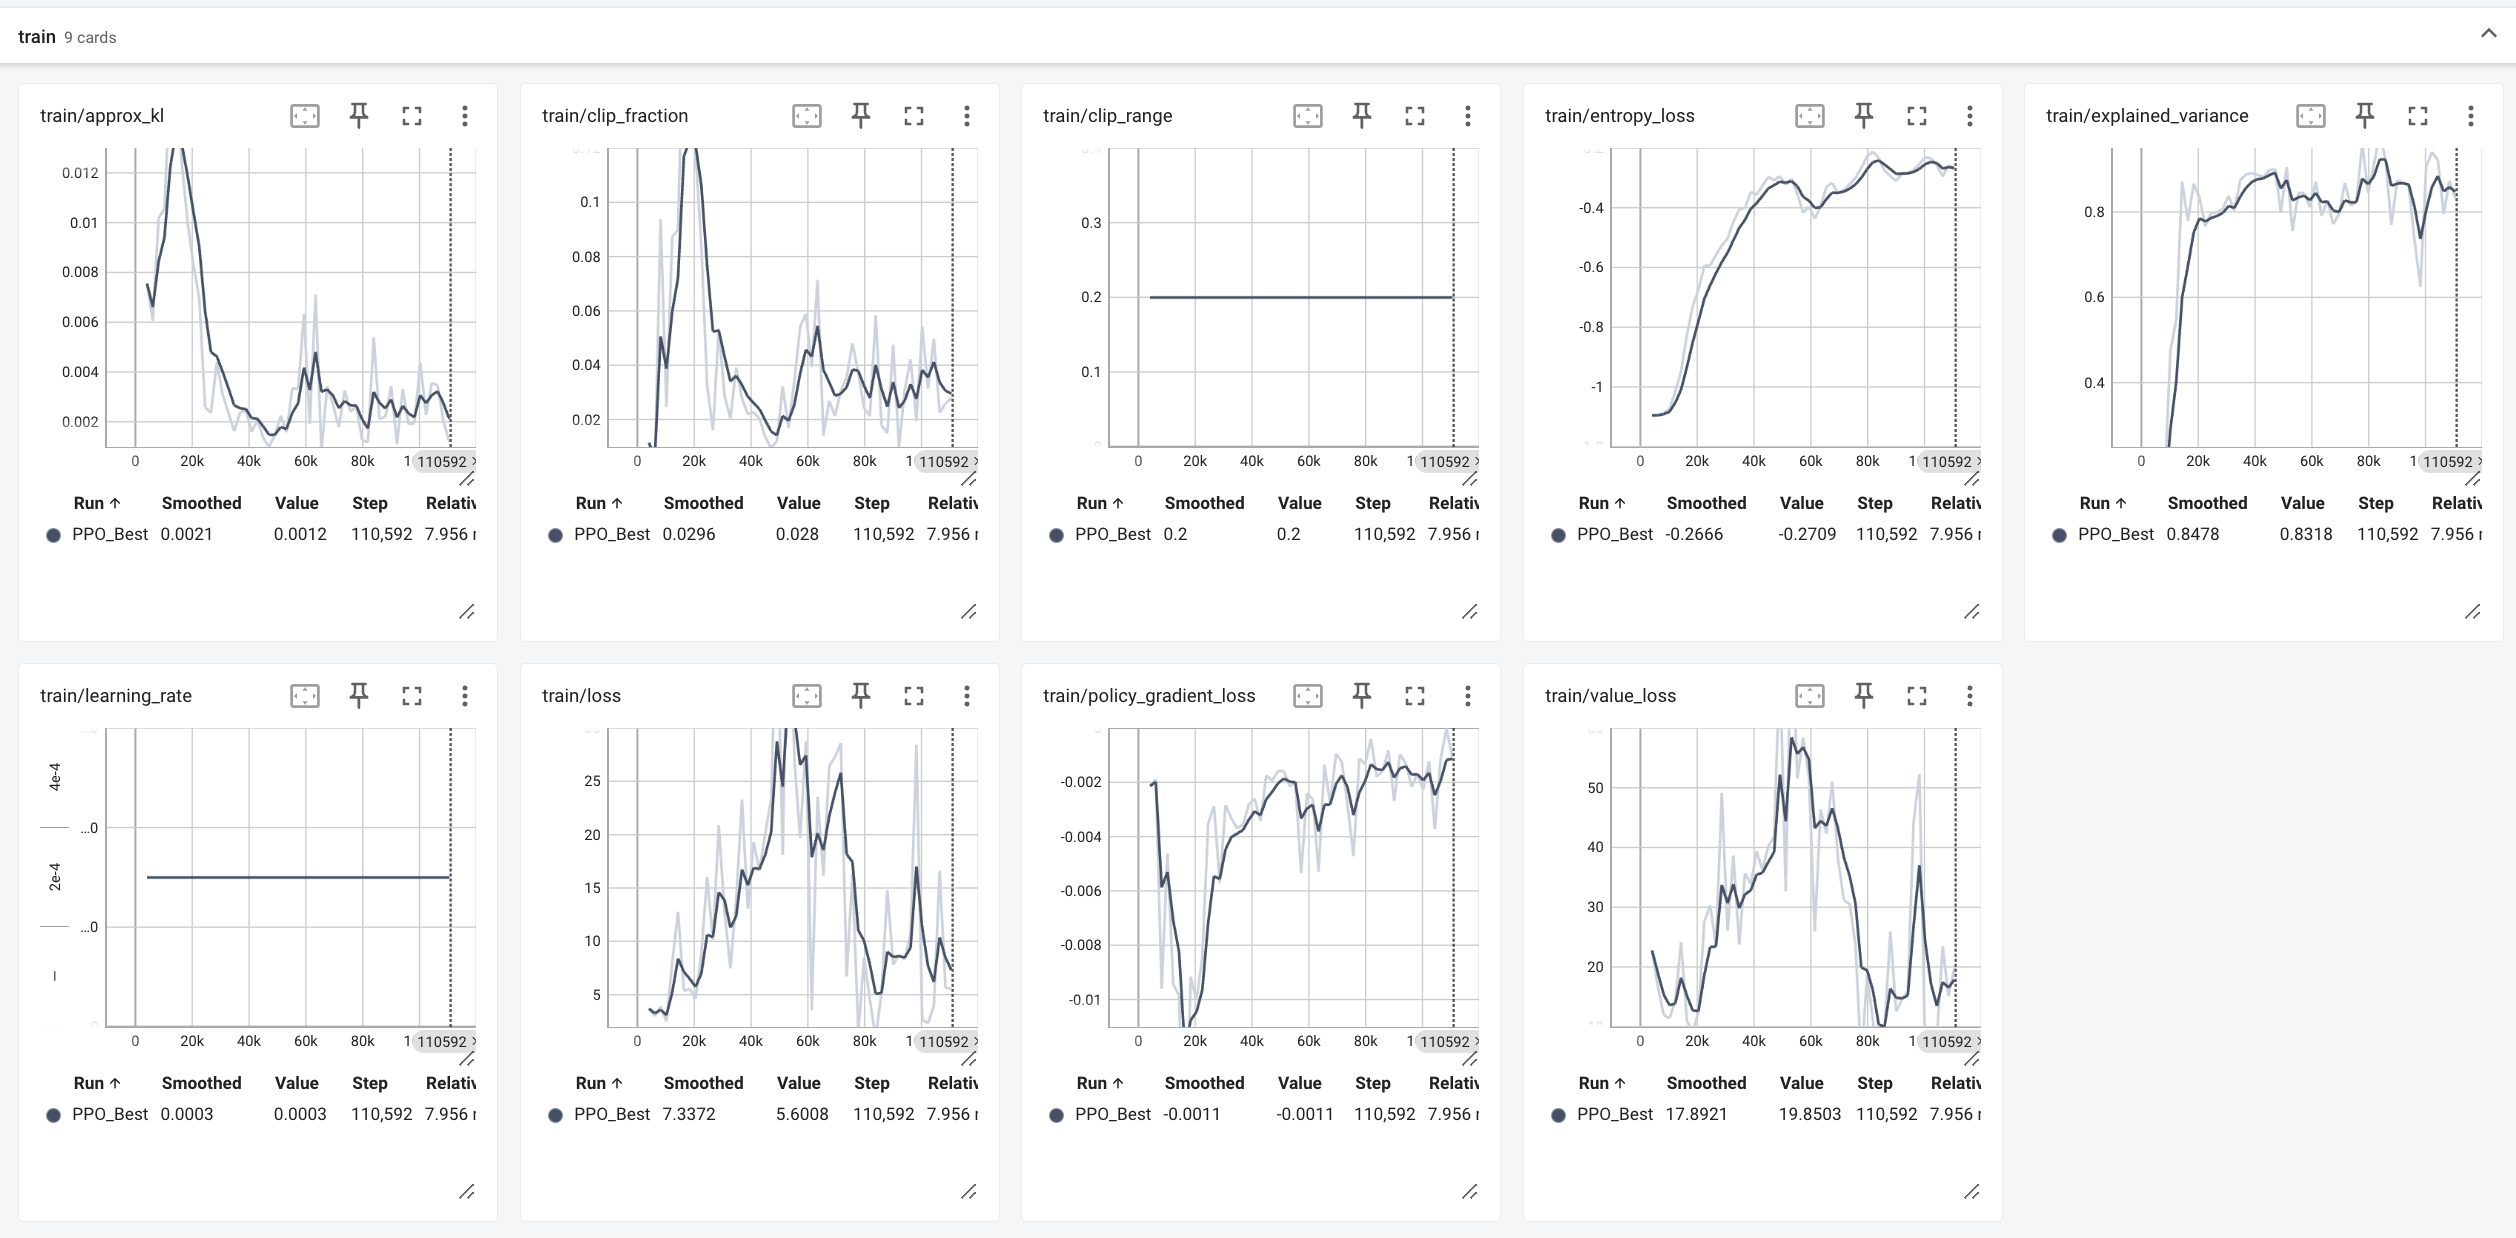 train 9 cards
train/approx_kl
0.012
0.01
0.008
0.006
0.004
0.002
0 20k 40k 60k 80k 1 110592
Run Smoothed Value Step Relativ
PPO_Best 0.0021 0.0012 110,592 7.956
train/clip_fraction
0.12
0.1
0.08
0.06
0.04
0.02
0 20k 40k 60k 80k 1 110592
Run Smoothed Value Step Relativ
PPO_Best 0.0296 0.028 110,592 7.956
train/clip_range
0.4
0.3
0.2
0.1
0
0 20k 40k 60k 80k 1 110592
Run Smoothed Value Step Relativ
PPO_Best 0.2 0.2 110,592 7.956
train/entropy_loss
-0.2
-0.4
-0.6
-0.8
-1
0 20k 40k 60k 80k 1 110592
Run Smoothed Value Step Relativ
PPO_Best -0.2666 -0.2709 110,592 7.956
train/explained_variance
0.8
0.6
0.4
0 20k 40k 60k 80k 1 110592
Run Smoothed Value Step Relativ
PPO_Best 0.8478 0.8318 110,592 7.956
train/learning_rate
4e-4
...0
2e-4
...0
0 20k 40k 60k 80k 1 110592
Run Smoothed Value Step Relativ
PPO_Best 0.0003 0.0003 110,592 7.956
train/loss
25
20
15
10
5
0 20k 40k 60k 80k 1 110592
Run Smoothed Value Step Relativ
PPO_Best 7.3372 5.6008 110,592 7.956
train/policy_gradient_loss
-0.002
-0.004
-0.006
-0.008
-0.01
0 20k 40k 60k 80k 1 110592
Run Smoothed Value Step Relativ
PPO_Best -0.0011 -0.0011 110,592 7.956
train/value_loss
50
40
30
20
0 20k 40k 60k 80k 1 110592
Run Smoothed Value Step Relativ
PPO_Best 17.8921 19.8503 110,592 7.956